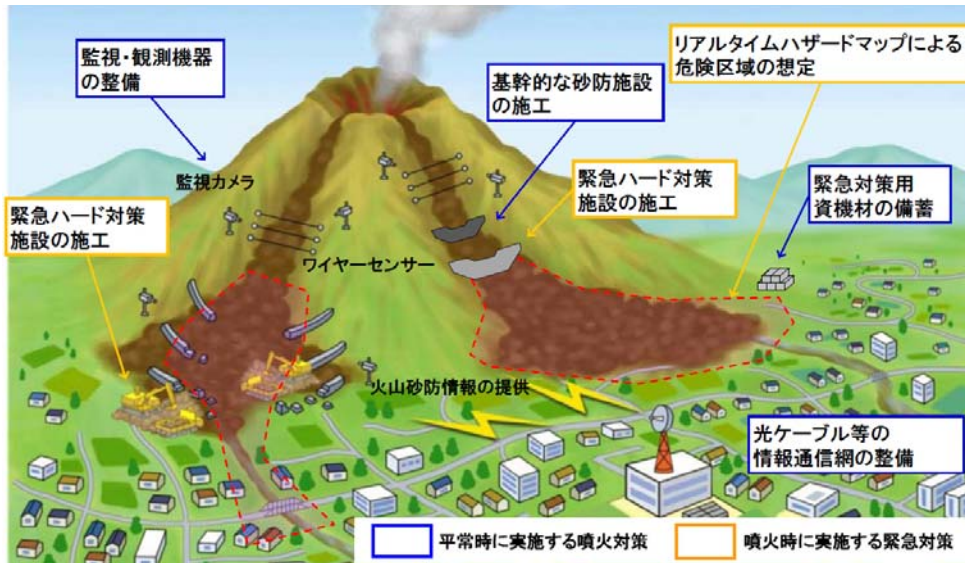 監視・観測機器
の整備
基幹的な砂防施設
の施工
リアルタイムハザードマップによる
危険区域の想定
監視カメラ
緊急ハード対策
施設の施工
緊急ハード対策
施設の施工
緊急対策用
資機材の備蓄
ワイヤーセンサー
火山砂防情報の提供
光ケーブル等の
情報通信網の整備
平常時に実施する噴火対策
噴火時に実施する緊急対策